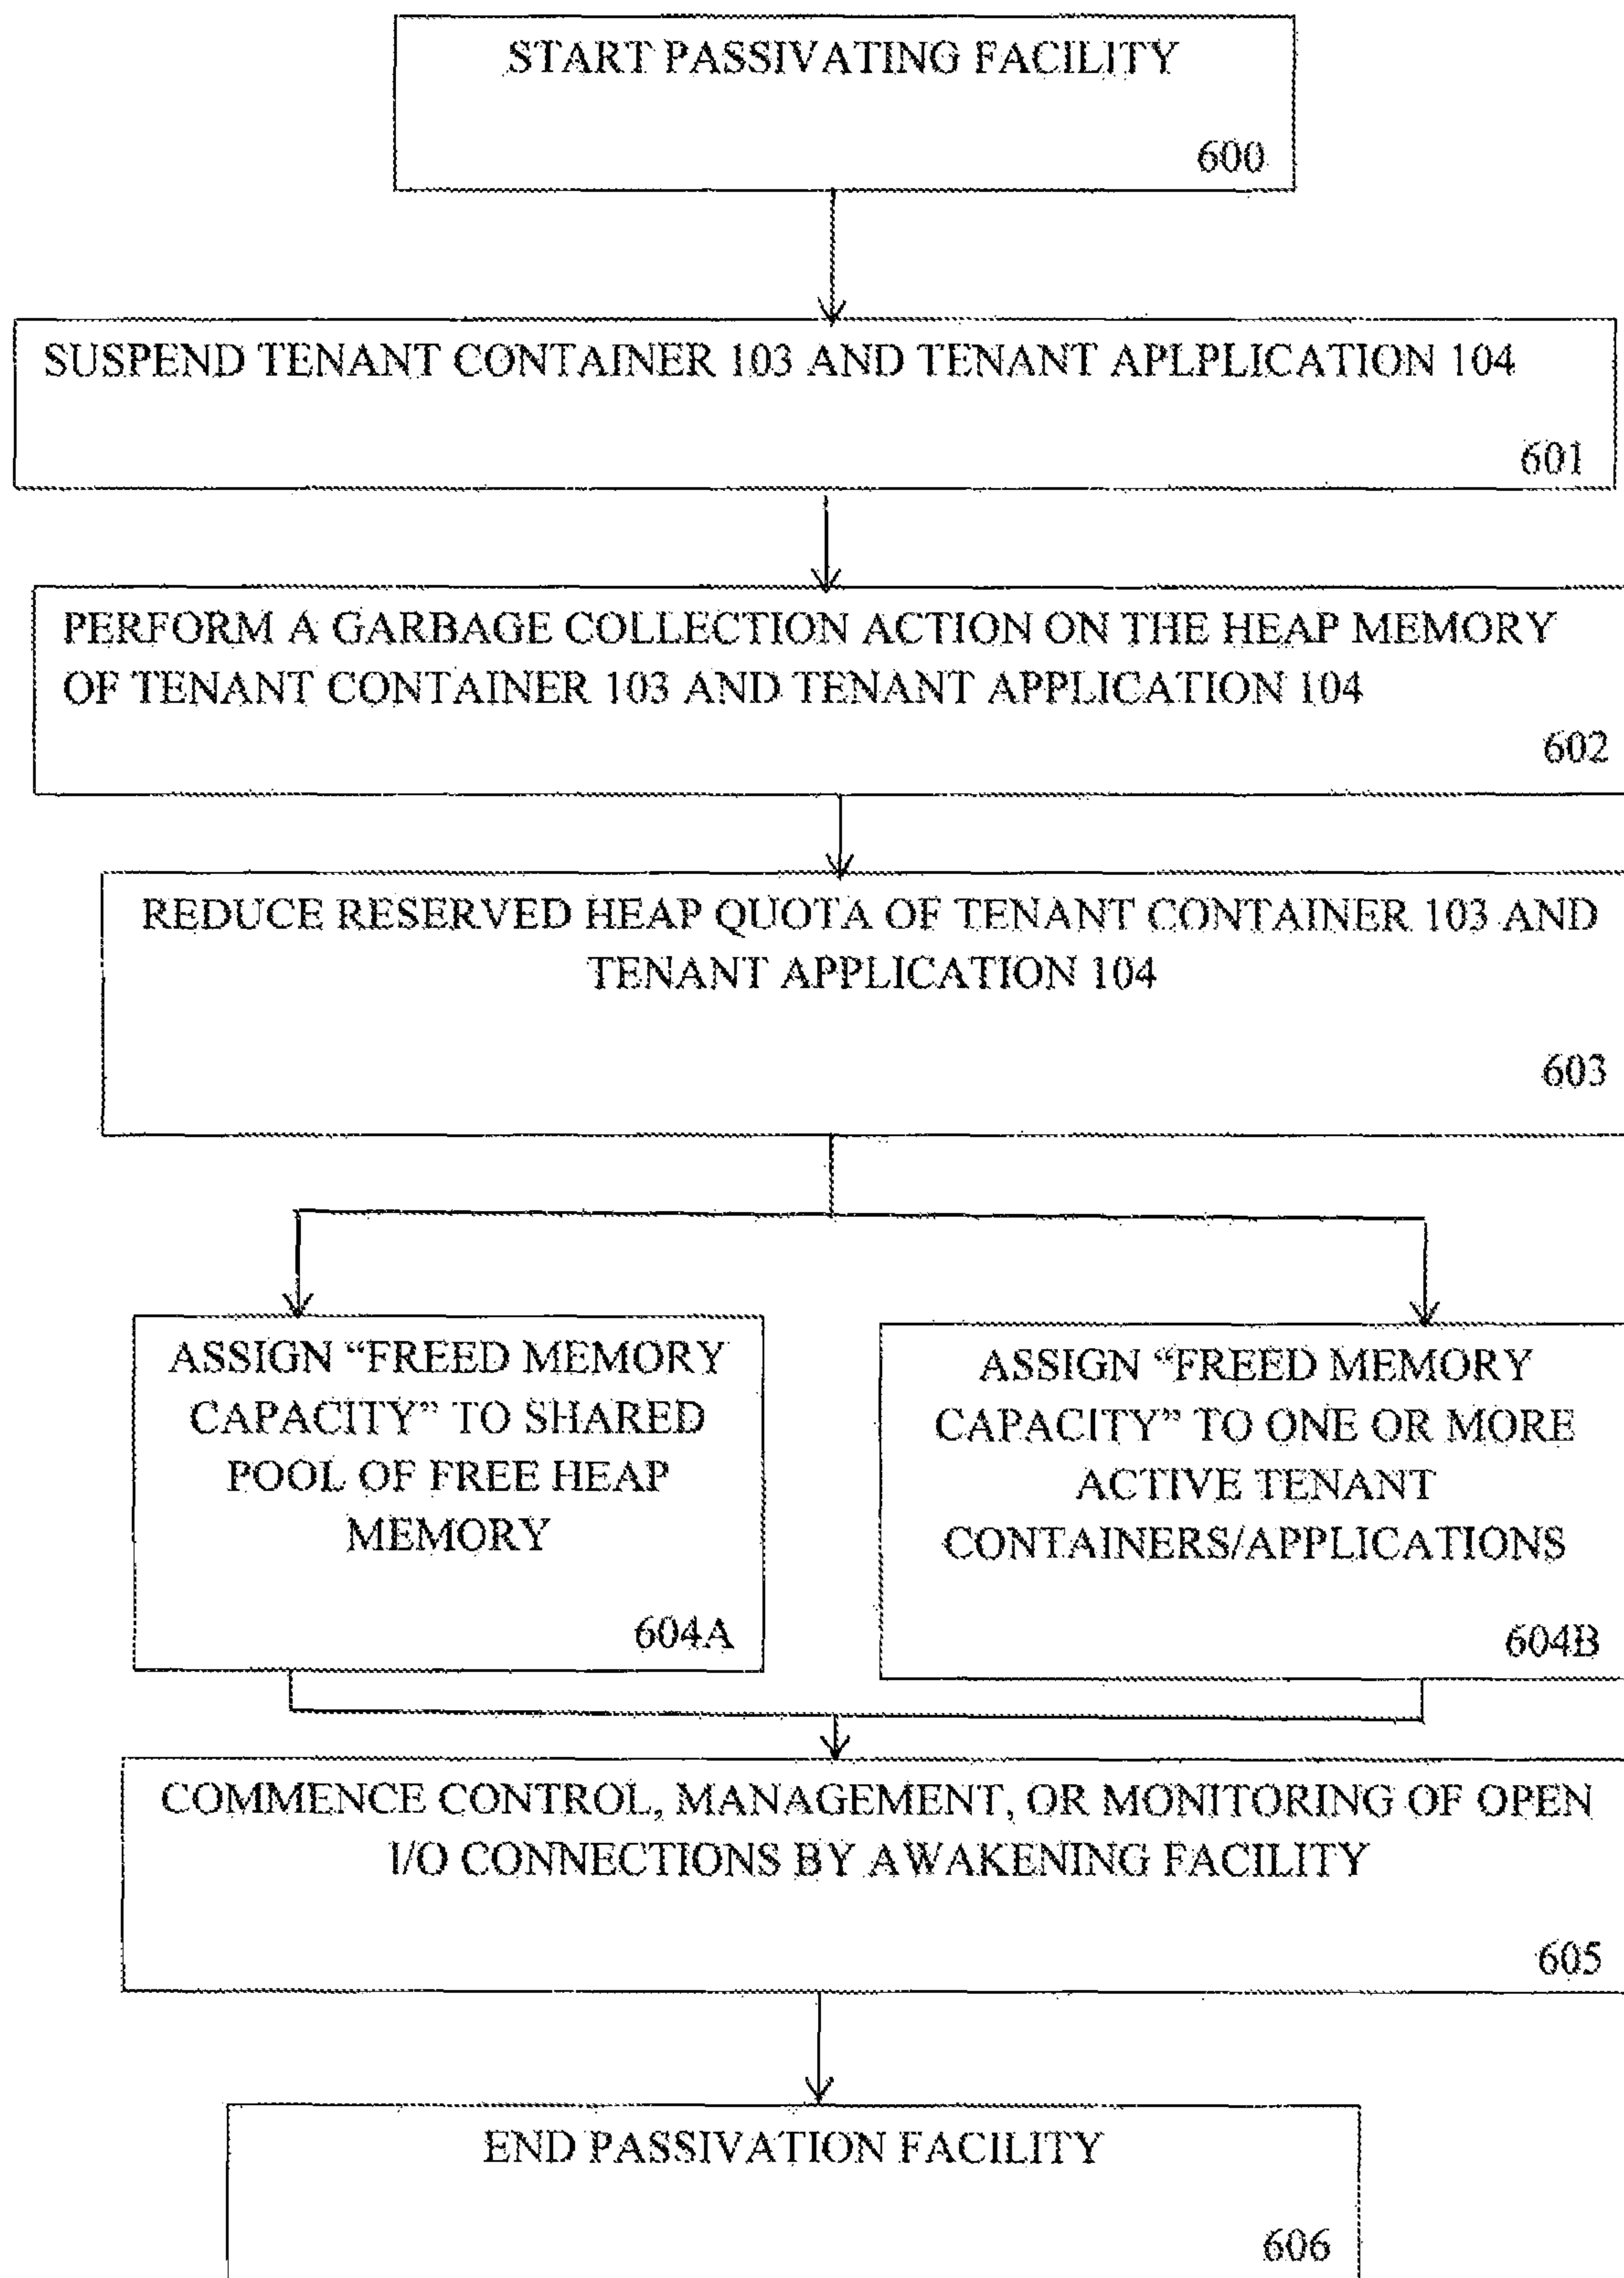 START PASSIVATING FACILITY
600
SUSPEND TENANT CONTAINER 103 AND TENANT APLPLICATION 104
601
PERFORM A GARBAGE COLLECTION ACTION ON THE HEAP MEMORY
OF TENANT CONTAINER 103 AND TENANT APPLICATION 104
602
REDUCE RESERVED HEAP QUOTA OF TENANT CONTAINER 103 AND
TENANT APPLICATION 104
603
ASSIGN “FREED MEMORY
CAPACITY” TO SHARED
POOL OF FREE HEAP
MEMORY
604A
ASSIGN “FREED MEMORY
CAPACITY” TO ONE OR MORE
ACTIVE TENANT
CONTAINERS/APPLICATIONS
604B
COMMENCE CONTROL, MANAGEMENT, OR MONITORING OF OPEN
I/O CONNECTIONS BY AWAKENING FACILITY
605
END PASSIVATION FACILITY
606